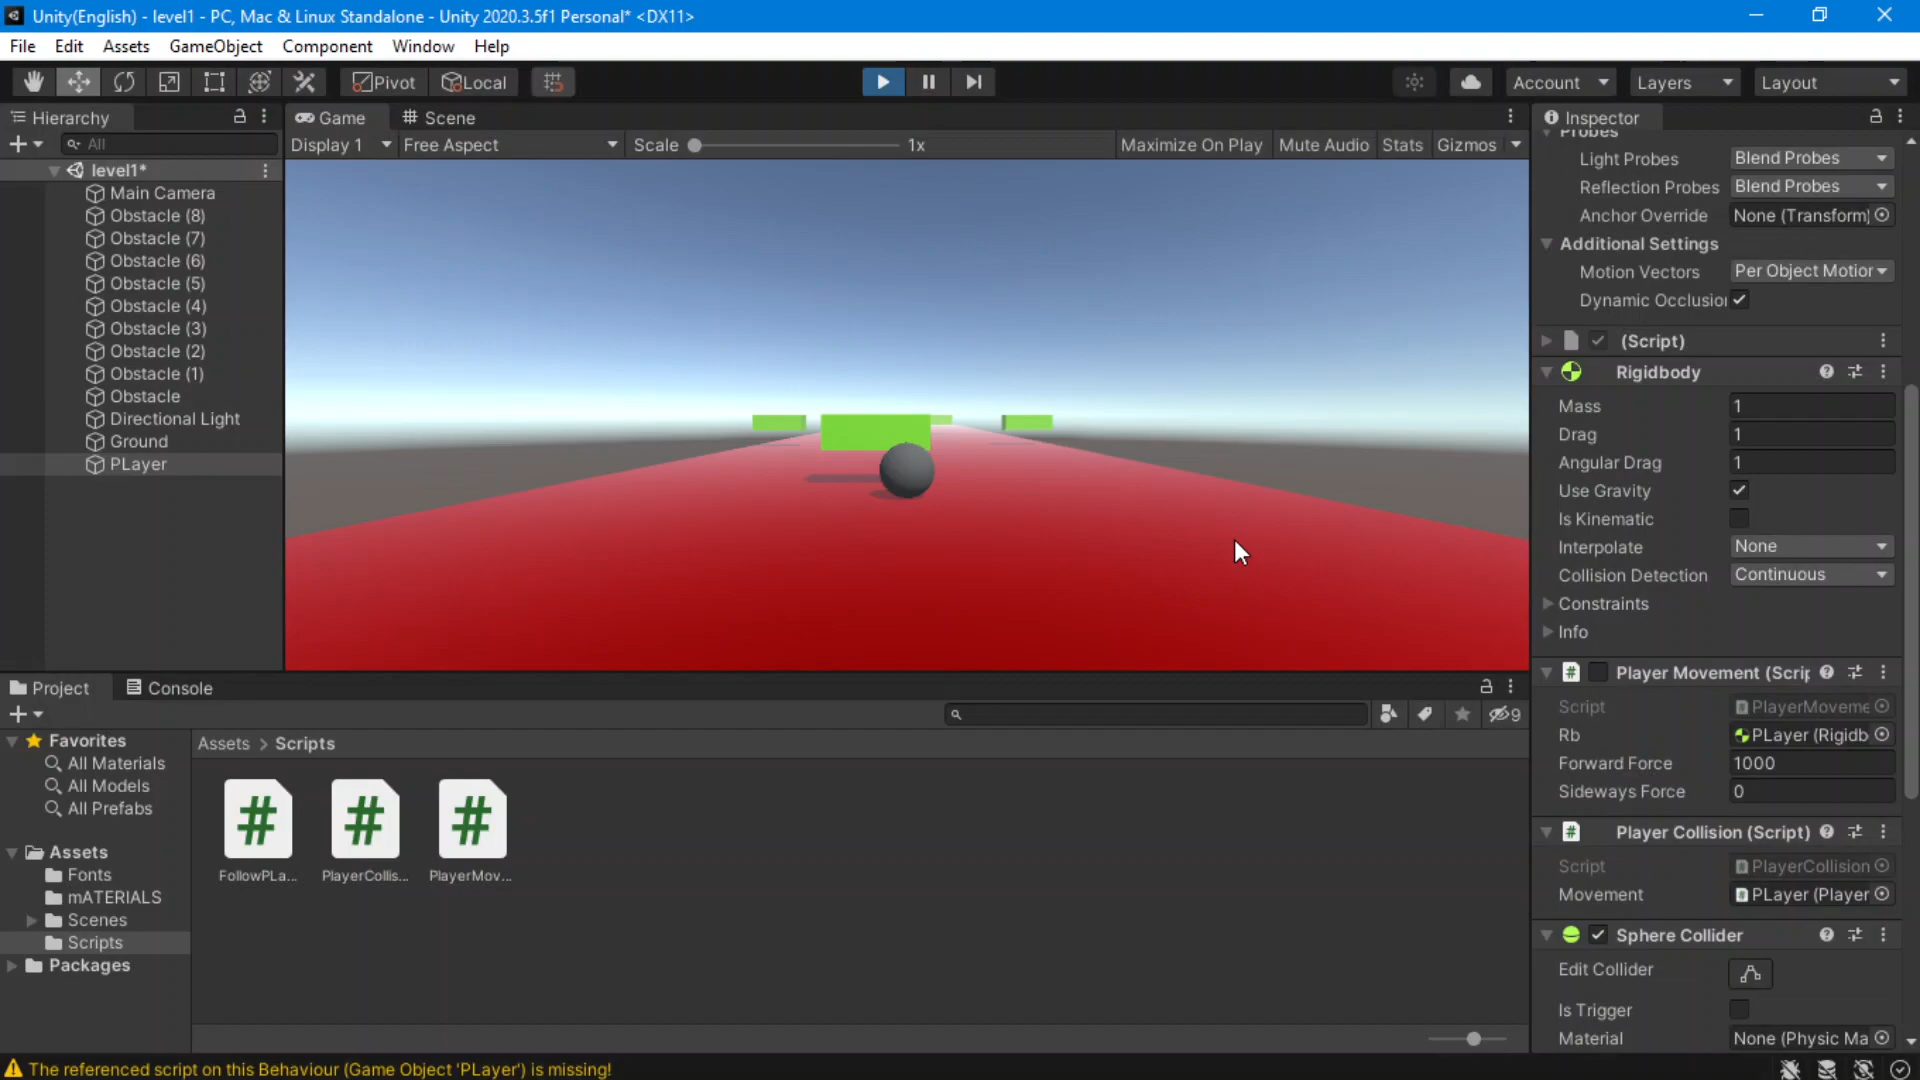 Unity(English) - level1 - PC, Mac & Linux Standalone - Unity 2020.3.5f1 Personal* <DX11>
File Edit Assets GameObject Component Window Help
Pivot Local Account Layers Layout
Hierarchy
All
level1*
Main Camera
Obstacle (8)
Obstacle (7)
Obstacle (6)
Obstacle (5)
Obstacle (4)
Obstacle (3)
Obstacle (2)
Obstacle (1)
Obstacle
Directional Light
Ground
PLayer
Game Scene
Display 1 Free Aspect Scale 1x Maximize On Play Mute Audio Stats Gizmos
Inspector
Probes
Light Probes Blend Probes
Reflection Probes Blend Probes
Anchor Override None (Transform)
Additional Settings
Motion Vectors Per Object Motion
Dynamic Occlusion
(Script)
Rigidbody
Mass 1
Drag 1
Angular Drag 1
Use Gravity
Is Kinematic
Interpolate None
Collision Detection Continuous
Constraints
Info
# Player Movement (Scrip
Script PlayerMoveme
Rb PLayer (Rigidb
Forward Force 1000
Sideways Force 0
# Player Collision (Script)
Script PlayerCollision
Movement PLayer (Player
Sphere Collider
Edit Collider
Is Trigger
Material None (Physic Ma
Project Console
9
Favorites
All Materials
All Models
All Prefabs
Assets
Fonts
mATERIALS
Scenes
Scripts
Packages
Assets > Scripts
# # #
FollowPLa... PlayerCollis... PlayerMov...
The referenced script on this Behaviour (Game Object 'PLayer') is missing!